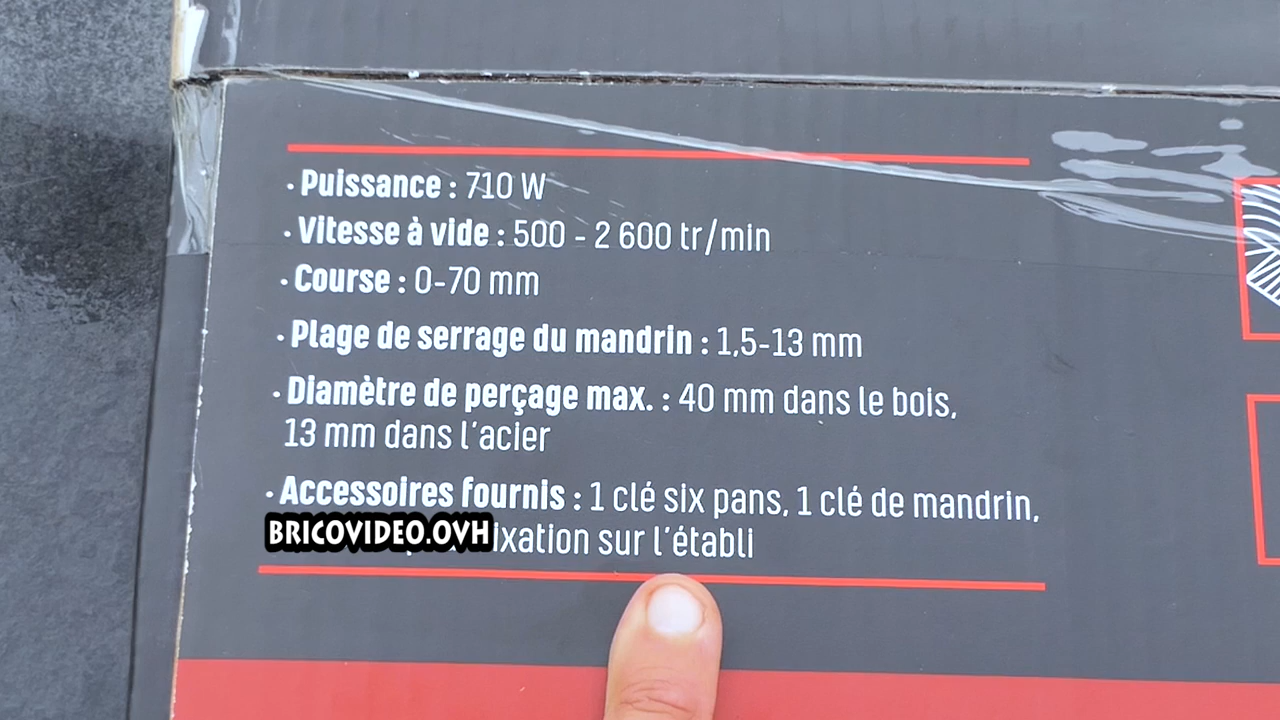 · Puissance : 710 W
· Vitesse à vide : 500 - 2 600 tr/min
· Course : 0-70 mm
· Plage de serrage du mandrin : 1,5-13 mm
· Diamètre de perçage max. : 40 mm dans le bois,
13 mm dans l'acier
· Accessoires fournis : 1 clé six pans, 1 clé de mandrin,
BRICOVIDEO.OVH
sur l'établi